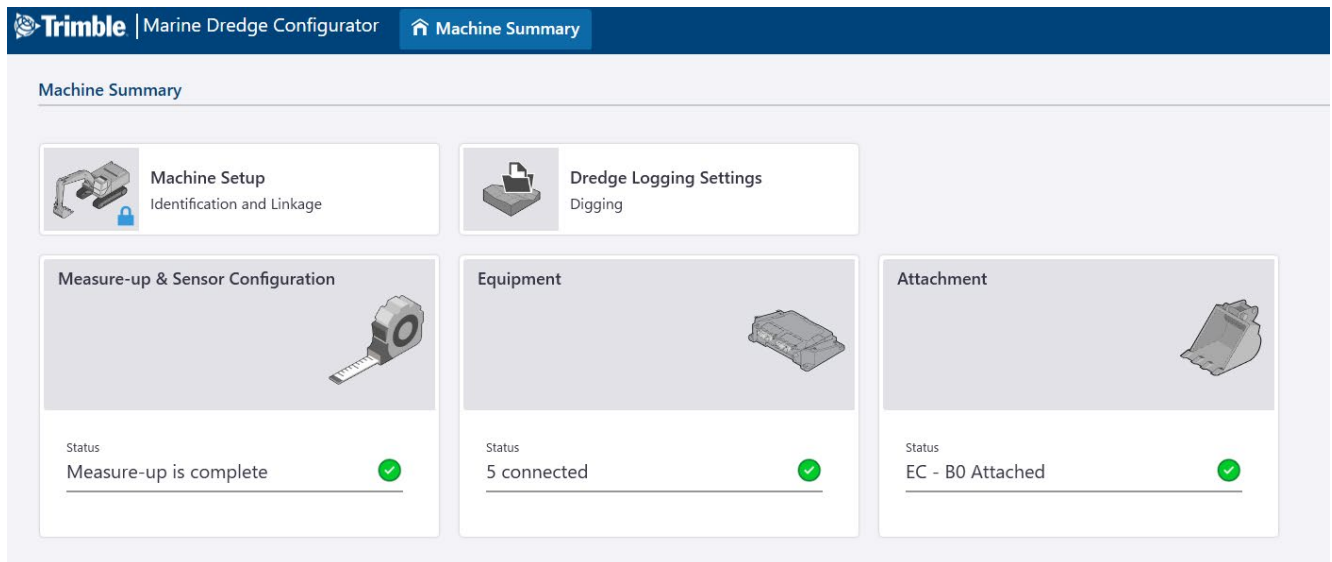 Trimble. Marine Dredge Configurator Machine Summary
Machine Summary
Machine Setup
Identification and Linkage
Dredge Logging Settings
Digging
Measure-up & Sensor Configuration
Equipment
Attachment
Status
Measure-up is complete
Status
5 connected
Status
EC - B0 Attached